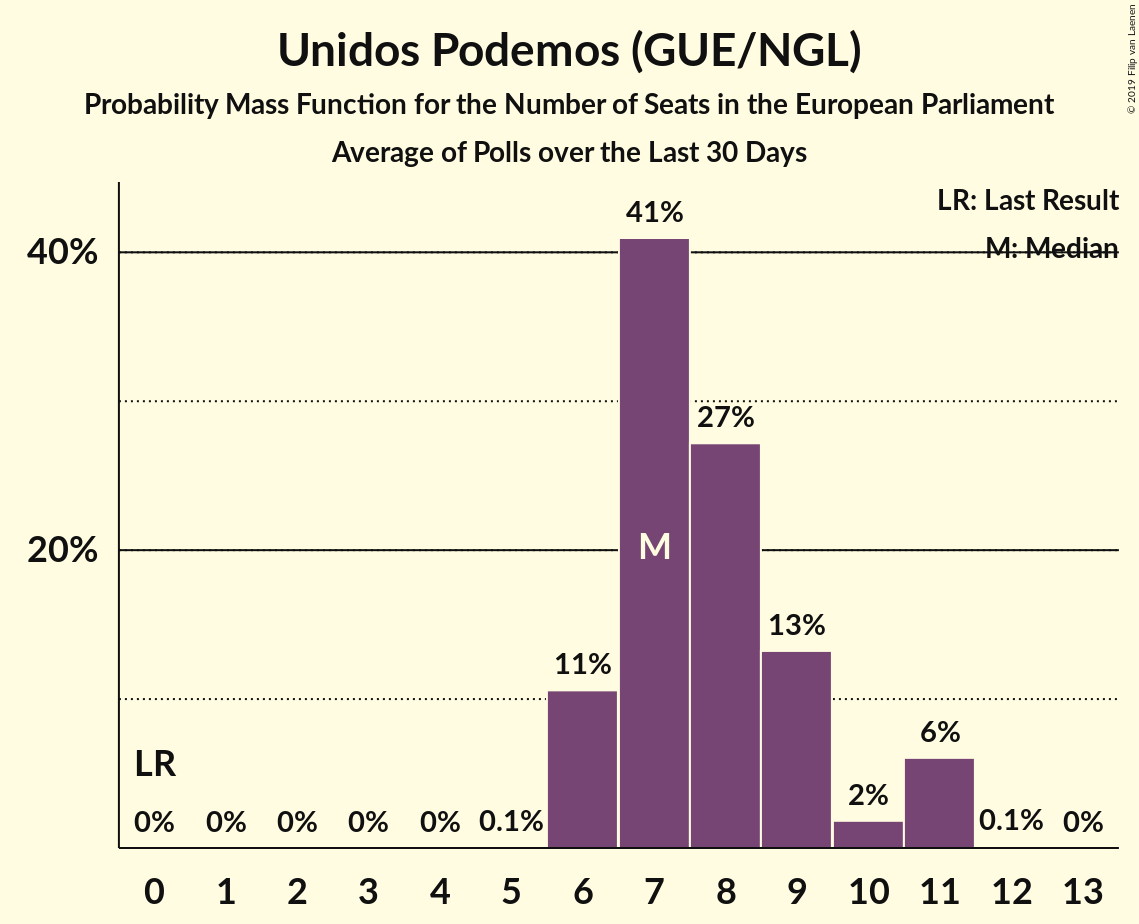 Unidos Podemos (GUE/NGL)
Probability Mass Function for the Number of Seats in the European Parliament
Average of Polls over the Last 30 Days
© 2019 Filip van Laenen
LR: Last Result
M: Median
41%
40%
27%
M
20%
13%
11%
6%
LR
2%
0% 0% 0% 0% 0% 0.1% 0.1% 0%
0 1 2 3 4 5 6 7 8 9 10 11 12 13